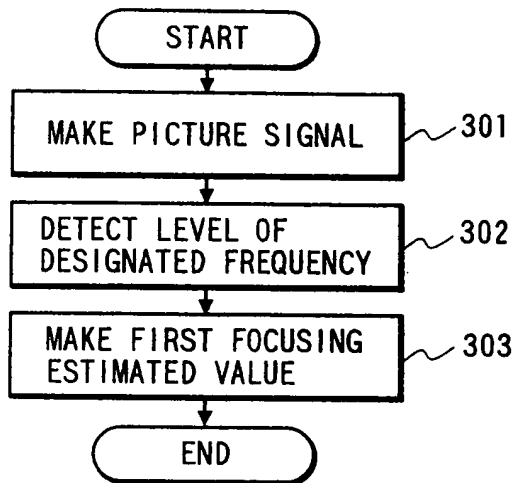 START
MAKE PICTURE SIGNAL
301
DETECT LEVEL OF
DESIGNATED FREQUENCY
302
MAKE FIRST FOCUSING
ESTIMATED VALUE
303
END